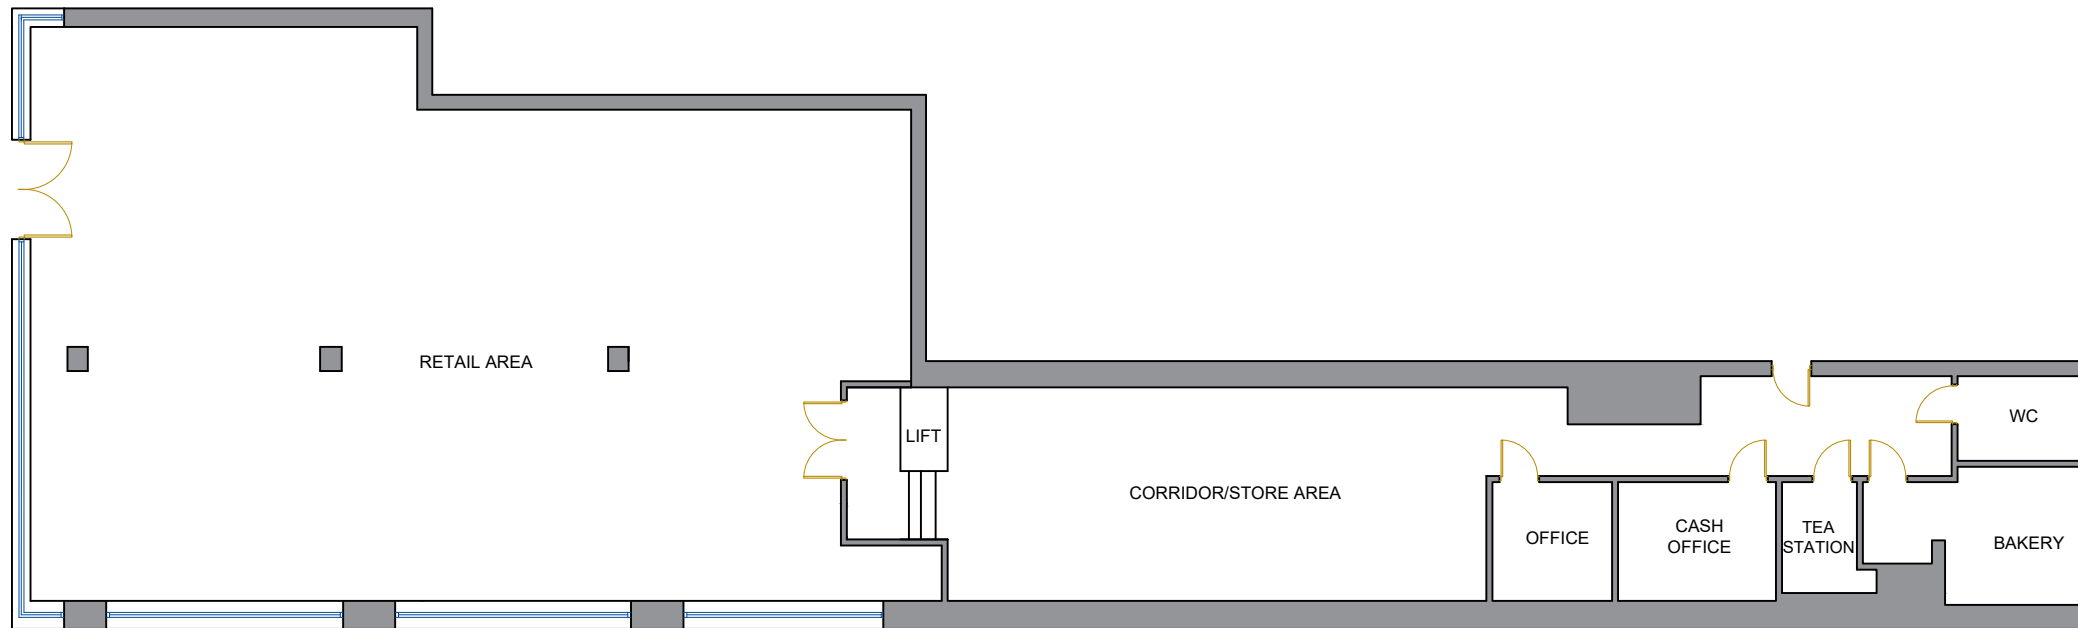 RETAIL AREA
LIFT
CORRIDOR/STORE AREA
OFFICE
CASH
OFFICE
TEA
STATION
WC
BAKERY